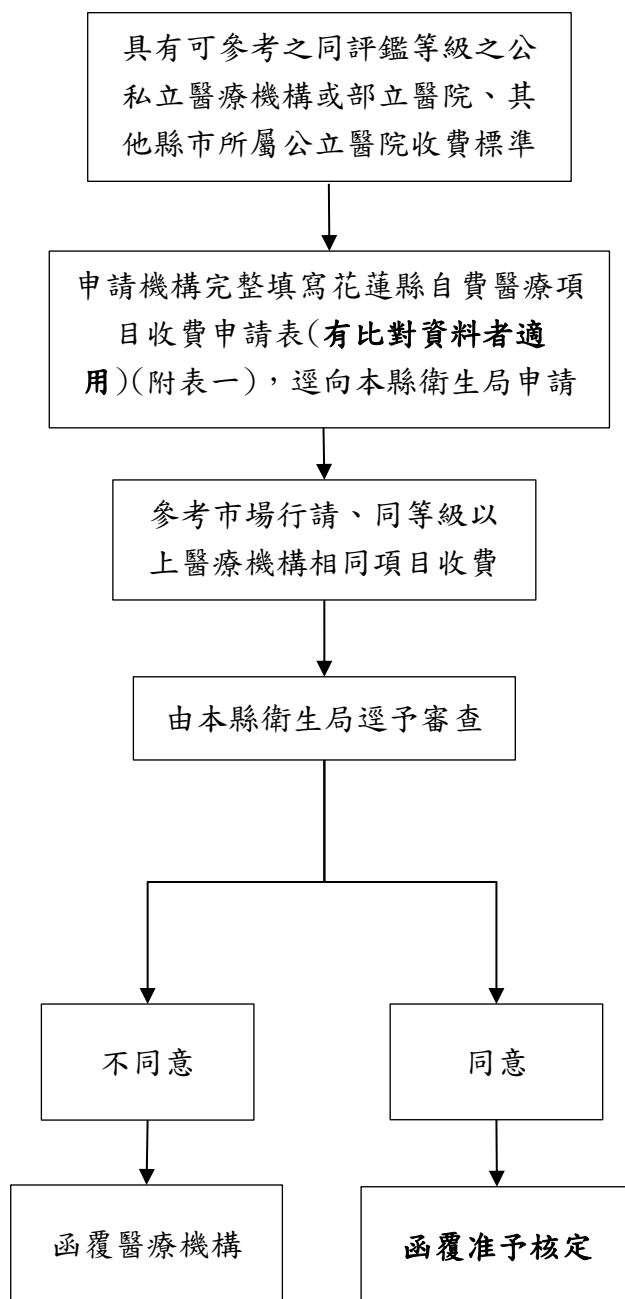 具有可參考之同評鑑等級之公
私立醫療機構或部立醫院、其
他縣市所屬公立醫院收費標準
申請機構完整填寫花蓮縣自費醫療項
目收費申請表(有比對資料者適
用)(附表一)，逕向本縣衛生局申請
參考市場行請、同等級以
上醫療機構相同項目收費
由本縣衛生局逕予審查
不同意
同意
函覆醫療機構
函覆准予核定